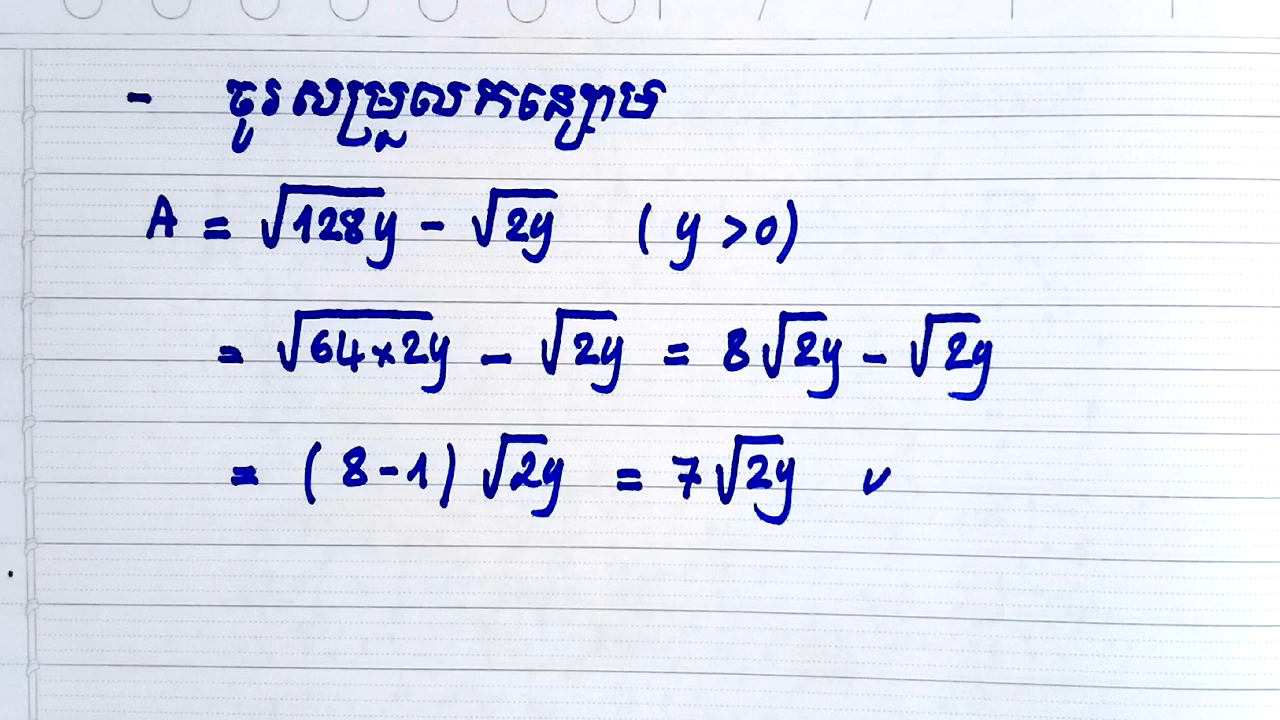 - ចូរសម្រួលកន្សោម
A = √128y - √2y ( y > 0)
= √64×2y - √2y = 8√2y - √2y
= ( 8 - 1 ) √2y = 7√2y ✓